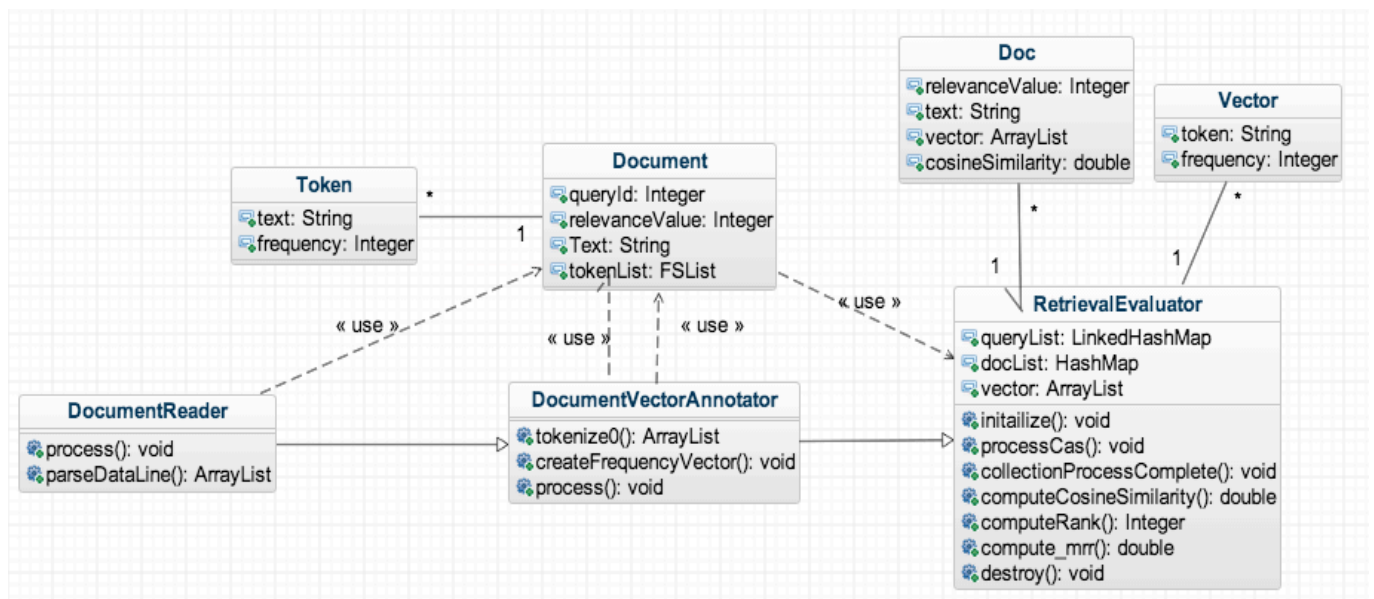 Doc
relevanceValue: Integer
text: String
vector: ArrayList
cosineSimilarity: double
Vector
token: String
frequency: Integer
Document
queryId: Integer
relevanceValue: Integer
Text: String
tokenList: FSList
Token
text: String
frequency: Integer
*
1
*
1
*
1
« use »
« use »
« use »
« use »
RetrievalEvaluator
queryList: LinkedHashMap
docList: HashMap
vector: ArrayList
initailize(): void
processCas(): void
collectionProcessComplete(): void
computeCosineSimilarity(): double
computeRank(): Integer
compute_mrr(): double
destroy(): void
DocumentReader
process(): void
parseDataLine(): ArrayList
DocumentVectorAnnotator
tokenize0(): ArrayList
createFrequencyVector(): void
process(): void